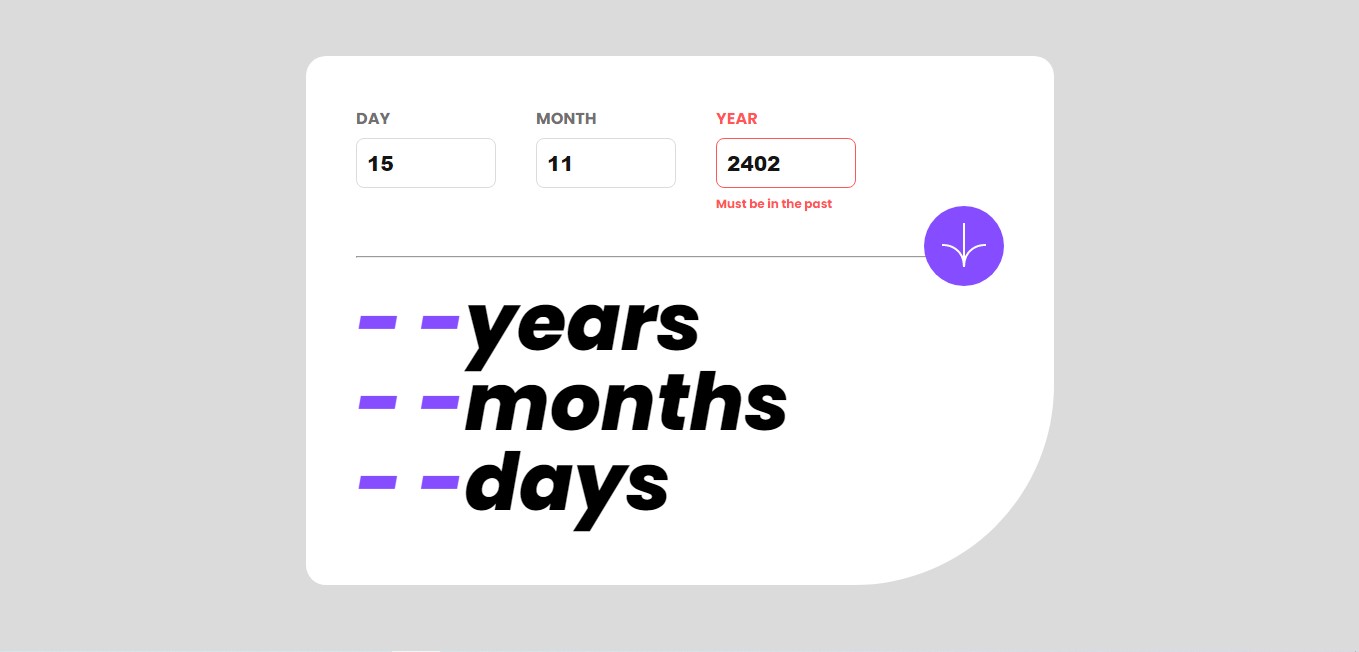 DAY MONTH YEAR
15 11 2402
Must be in the past
- - years
- - months
- - days